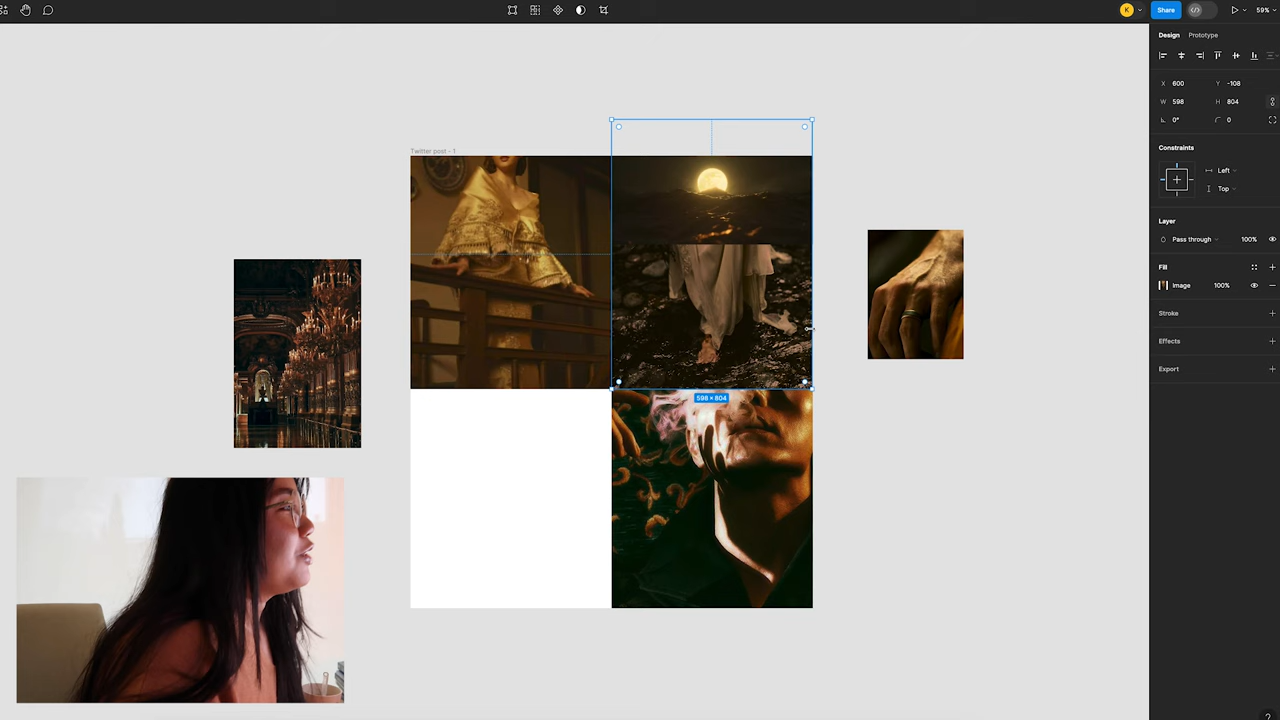 K
Share
59%
Design
Prototype
X 600
Y -108
W 598
H 804
0°
0
Constraints
Left
Top
Layer
Pass through
100%
Fill
Image
100%
Stroke
Effects
Export
?
Twitter post - 1
598 × 804